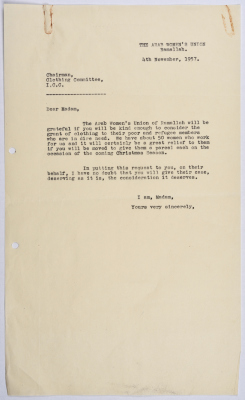 THE ARAB WOMEN'S UNION
Ramallah.
4th November, 1957.
Chairman,
Clothing Committee,
I.C.C.
Dear Madam,
The Arab Women's Union of Ramallah will be
grateful if you will be kind enough to consider the
grant of clothing to their poor and refugee members
who are in dire need. We have about 50 women who work
for us and it will certainly be a great relief to them
if you will be moved to give them a parcel each on the
occasion of the coming Christmas Season.
In putting this request to you, on their
behalf, I have no doubt that you will give their case,
deserving as it is, the consideration it deserves.
I am, Madam,
Yours very sincerely,